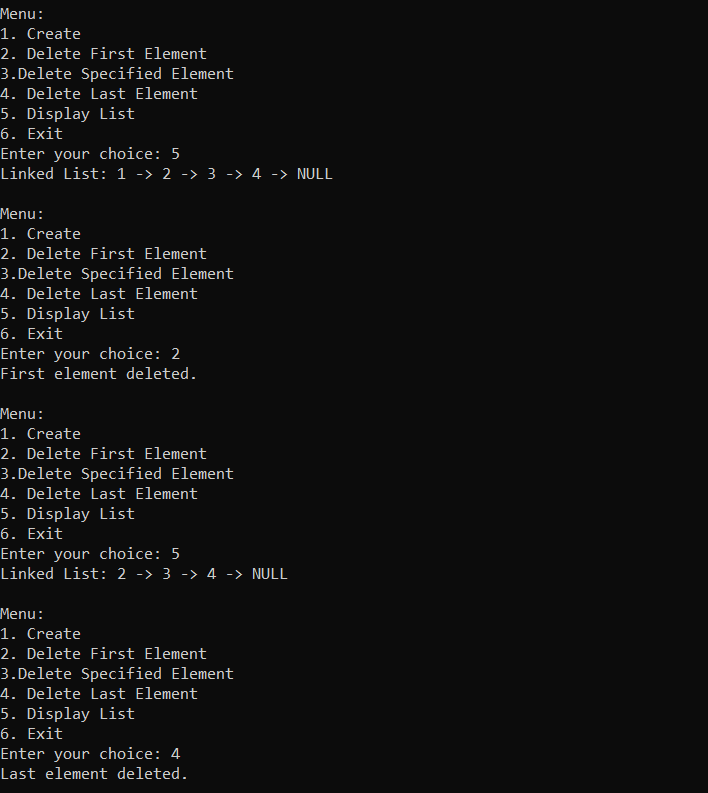 Menu:
1. Create
2. Delete First Element
3.Delete Specified Element
4. Delete Last Element
5. Display List
6. Exit
Enter your choice: 5
Linked List: 1 -> 2 -> 3 -> 4 -> NULL

Menu:
1. Create
2. Delete First Element
3.Delete Specified Element
4. Delete Last Element
5. Display List
6. Exit
Enter your choice: 2
First element deleted.

Menu:
1. Create
2. Delete First Element
3.Delete Specified Element
4. Delete Last Element
5. Display List
6. Exit
Enter your choice: 5
Linked List: 2 -> 3 -> 4 -> NULL

Menu:
1. Create
2. Delete First Element
3.Delete Specified Element
4. Delete Last Element
5. Display List
6. Exit
Enter your choice: 4
Last element deleted.